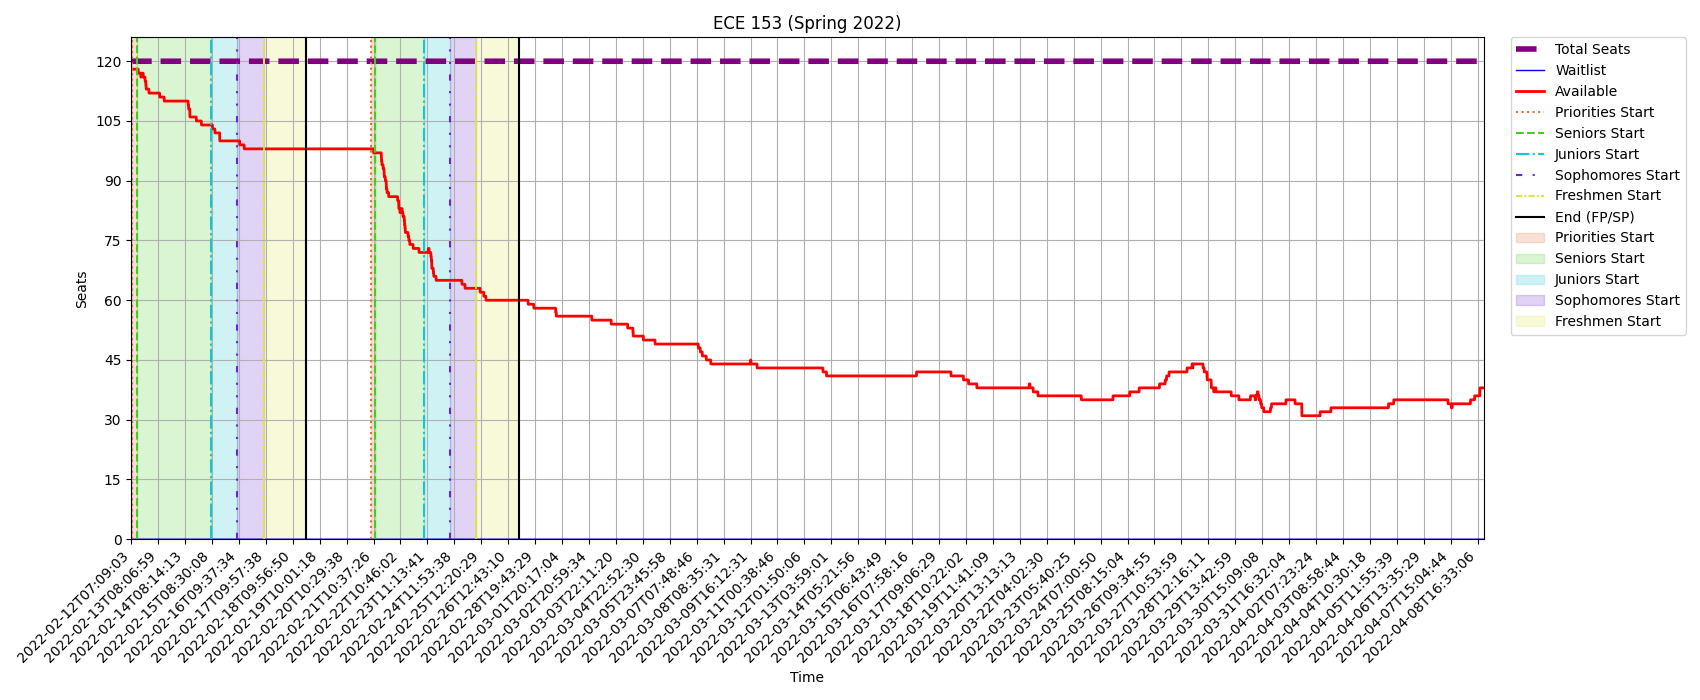 ECE 153 (Spring 2022)
Seats
120
105
90
75
60
45
30
15
0
2022-02-12T07:09:03
2022-02-13T08:06:59
2022-02-14T08:14:13
2022-02-15T08:30:08
2022-02-16T09:37:34
2022-02-17T09:57:38
2022-02-18T09:56:50
2022-02-19T10:01:18
2022-02-20T10:29:38
2022-02-21T10:37:26
2022-02-22T10:46:02
2022-02-23T11:13:41
2022-02-24T11:53:38
2022-02-25T12:20:29
2022-02-26T12:43:10
2022-02-28T19:43:29
2022-03-01T20:17:04
2022-03-02T20:59:34
2022-03-03T22:11:20
2022-03-04T22:52:30
2022-03-05T23:45:58
2022-03-07T07:48:46
2022-03-08T08:35:31
2022-03-09T16:12:31
2022-03-11T00:38:46
2022-03-12T01:50:06
2022-03-13T03:59:01
2022-03-14T05:21:56
2022-03-15T06:43:49
2022-03-16T07:58:16
2022-03-17T09:06:29
2022-03-18T10:22:02
2022-03-19T11:41:09
2022-03-20T13:13:13
2022-03-22T04:02:30
2022-03-23T05:40:25
2022-03-24T07:00:50
2022-03-25T08:15:04
2022-03-26T09:34:55
2022-03-27T10:53:59
2022-03-28T12:16:11
2022-03-29T13:42:59
2022-03-30T15:09:08
2022-03-31T16:32:04
2022-04-02T07:23:24
2022-04-03T08:58:44
2022-04-04T10:30:18
2022-04-05T11:55:39
2022-04-06T13:35:29
2022-04-07T15:04:44
2022-04-08T16:33:06
Time
Total Seats
Waitlist
Available
Priorities Start
Seniors Start
Juniors Start
Sophomores Start
Freshmen Start
End (FP/SP)
Priorities Start
Seniors Start
Juniors Start
Sophomores Start
Freshmen Start